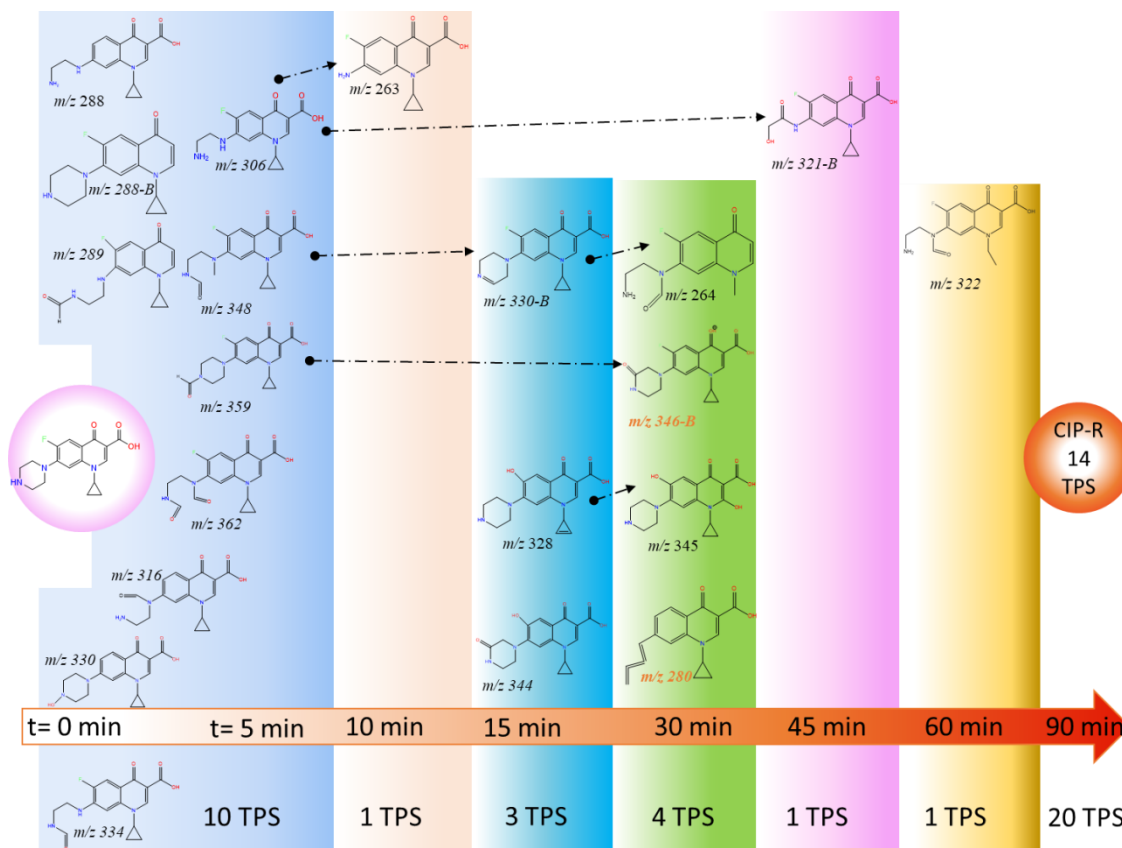 m/z 288
m/z 263
m/z 306
m/z 321-B
m/z 288-B
m/z 289
m/z 348
m/z 330-B
m/z 264
m/z 322
m/z 359
m/z 346-B
CIP-R
14
TPS
m/z 362
m/z 328
m/z 345
m/z 316
m/z 330
m/z 344
m/z 280
t= 0 min t= 5 min 10 min 15 min 30 min 45 min 60 min 90 min
m/z 334
10 TPS 1 TPS 3 TPS 4 TPS 1 TPS 1 TPS 20 TPS